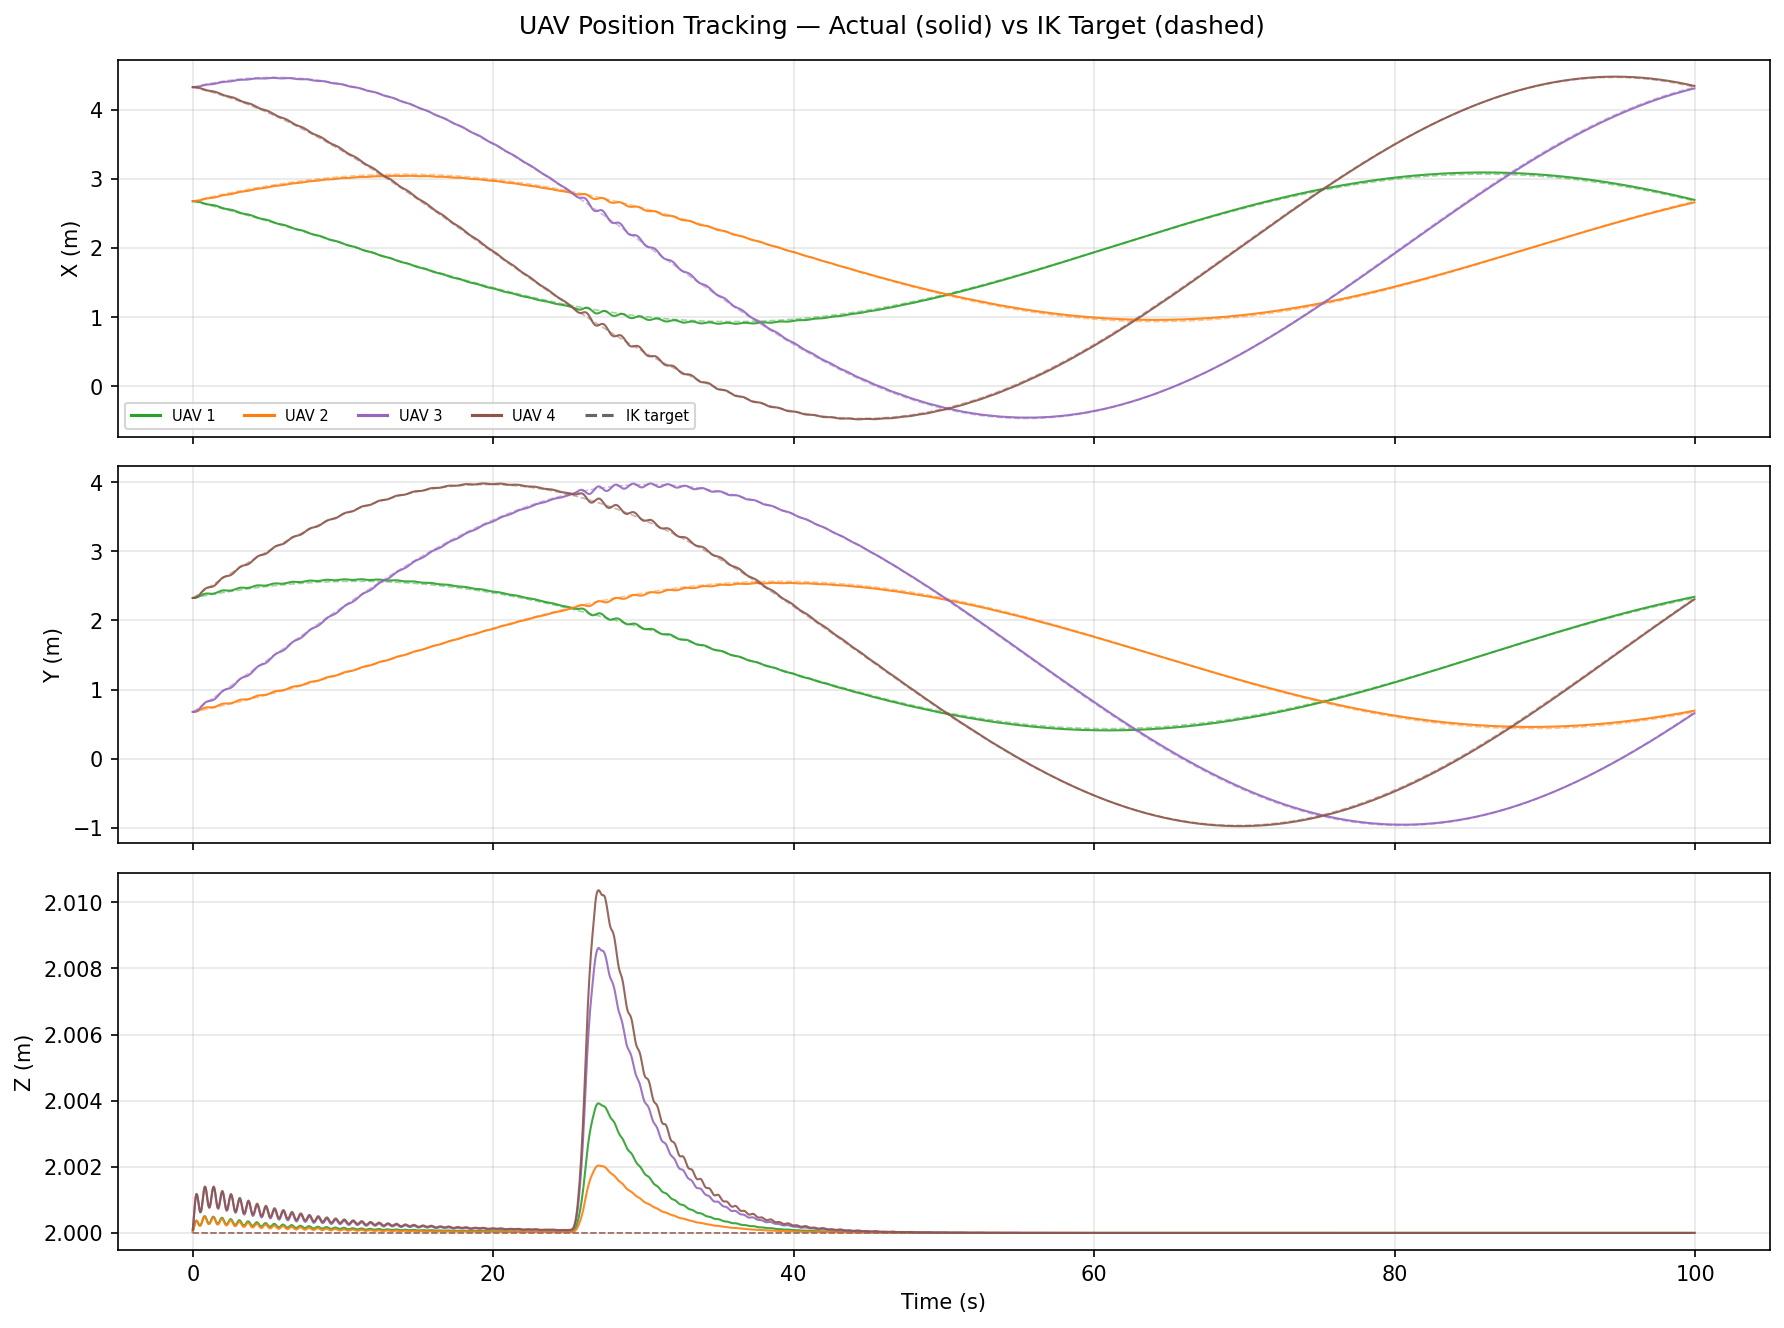 UAV Position Tracking — Actual (solid) vs IK Target (dashed)
X (m)
4
3
2
1
0
UAV 1 UAV 2 UAV 3 UAV 4 IK target
Y (m)
4
3
2
1
0
−1
Z (m)
2.010
2.008
2.006
2.004
2.002
2.000
0 20 40 60 80 100
Time (s)